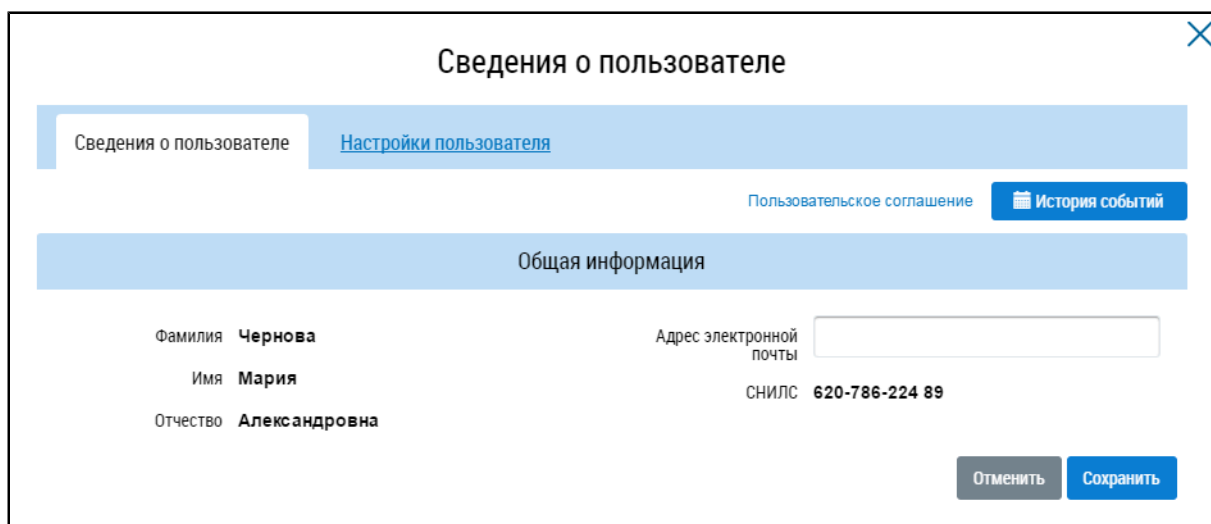 Сведения о пользователе
Сведения о пользователе Настройки пользователя
Пользовательское соглашение История событий
Общая информация
Фамилия Чернова
Имя Мария
Отчество Александровна
Адрес электронной
почты
СНИЛС 620-786-224 89
Отменить Сохранить